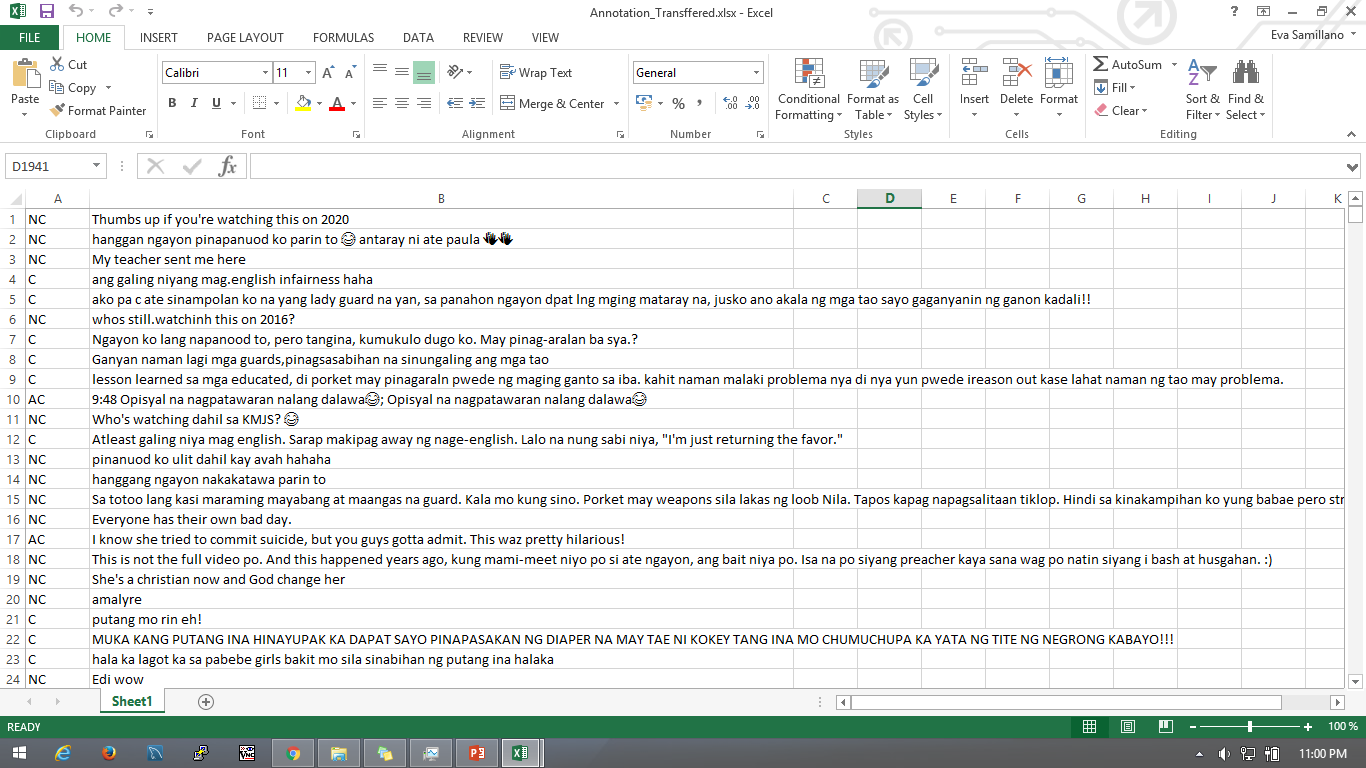 Annotation_Transffered.xlsx - Excel
?
FILE HOME INSERT PAGE LAYOUT FORMULAS DATA REVIEW VIEW Eva Samillano
Paste
Cut
Copy
Format Painter
Clipboard
Calibri 11
B I U
Font
Wrap Text
Merge & Center
Alignment
General
%
Number
Conditional Formatting
Format as Table
Cell Styles
Styles
Insert
Delete
Format
Cells
AutoSum
Fill
Clear
Sort & Filter
Find & Select
Editing
D1941 fx
A B C D E F G H I J K
1 NC Thumbs up if you're watching this on 2020
2 NC hanggan ngayon pinapanuod ko parin to 😂 antaray ni ate paula 👏👏
3 NC My teacher sent me here
4 C ang galing niyang mag.english infairness haha
5 C ako pa c ate sinampolan ko na yang lady guard na yan, sa panahon ngayon dpat lng mging mataray na, jusko ano akala ng mga tao sayo gaganyanin ng ganon kadali!!
6 NC whos still.watchinh this on 2016?
7 C Ngayon ko lang napanood to, pero tangina, kumukulo dugo ko. May pinag-aralan ba sya.?
8 C Ganyan naman lagi mga guards,pinagsasabihan na sinungaling ang mga tao
9 C lesson learned sa mga educated, di porket may pinagaraln pwede ng maging ganto sa iba. kahit naman malaki problema nya di nya yun pwede ireason out kase lahat naman ng tao may problema.
10 AC 9:48 Opisyal na nagpatawaran nalang dalawa😂; Opisyal na nagpatawaran nalang dalawa😂
11 NC Who's watching dahil sa KMJS? 😂
12 C Atleast galing niya mag english. Sarap makipag away ng nage-english. Lalo na nung sabi niya, "I'm just returning the favor."
13 NC pinanuod ko ulit dahil kay avah hahaha
14 NC hanggang ngayon nakakatawa parin to
15 NC Sa totoo lang kasi maraming mayabang at maangas na guard. Kala mo kung sino. Porket may weapons sila lakas ng loob Nila. Tapos kapag napagsalitaan tiklop. Hindi sa kinakampihan ko yung babae pero str
16 NC Everyone has their own bad day.
17 AC I know she tried to commit suicide, but you guys gotta admit. This waz pretty hilarious!
18 NC This is not the full video po. And this happened years ago, kung mami-meet niyo po si ate ngayon, ang bait niya po. Isa na po siyang preacher kaya sana wag po natin siyang i bash at husgahan. :)
19 NC She's a christian now and God change her
20 NC amalyre
21 C putang mo rin eh!
22 C MUKA KANG PUTANG INA HINAYUPAK KA DAPAT SAYO PINAPASAKAN NG DIAPER NA MAY TAE NI KOKEY TANG INA MO CHUMUCHUPA KA YATA NG TITE NG NEGRONG KABAYO!!!
23 C hala ka lagot ka sa pabebe girls bakit mo sila sinabihan ng putang ina halaka
24 NC Edi wow
Sheet1
READY 100 %
11:00 PM